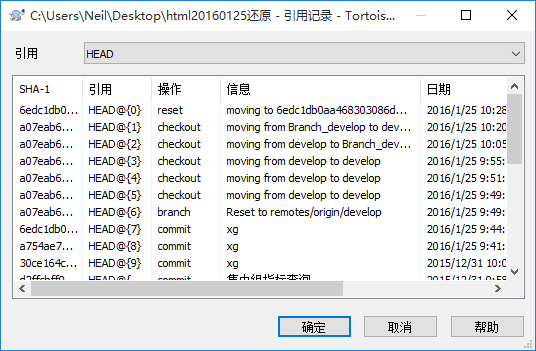 C:\Users\Neil\Desktop\html20160125还原 - 引用记录 - Tortois...
引用 HEAD
SHA-1 引用 操作 信息 日期
6edc1db0... HEAD@{0} reset moving to 6edc1db0aa468303086d... 2016/1/25 10:28
a07eab6... HEAD@{1} checkout moving from Branch_develop to dev... 2016/1/25 10:20
a07eab6... HEAD@{2} checkout moving from develop to Branch_dev... 2016/1/25 10:05
a07eab6... HEAD@{3} checkout moving from develop to develop 2016/1/25 9:55:
a07eab6... HEAD@{4} checkout moving from develop to develop 2016/1/25 9:51:
a07eab6... HEAD@{5} checkout moving from develop to develop 2016/1/25 9:49:
a07eab6... HEAD@{6} branch Reset to remotes/origin/develop 2016/1/25 9:49:
6edc1db0... HEAD@{7} commit xg 2016/1/25 9:44:
a754ae7... HEAD@{8} commit xg 2016/1/25 9:41:
30ce164c... HEAD@{9} commit xg 2015/12/31 10:0
HEAD@{... commit 集中组指标查询
确定 取消 帮助